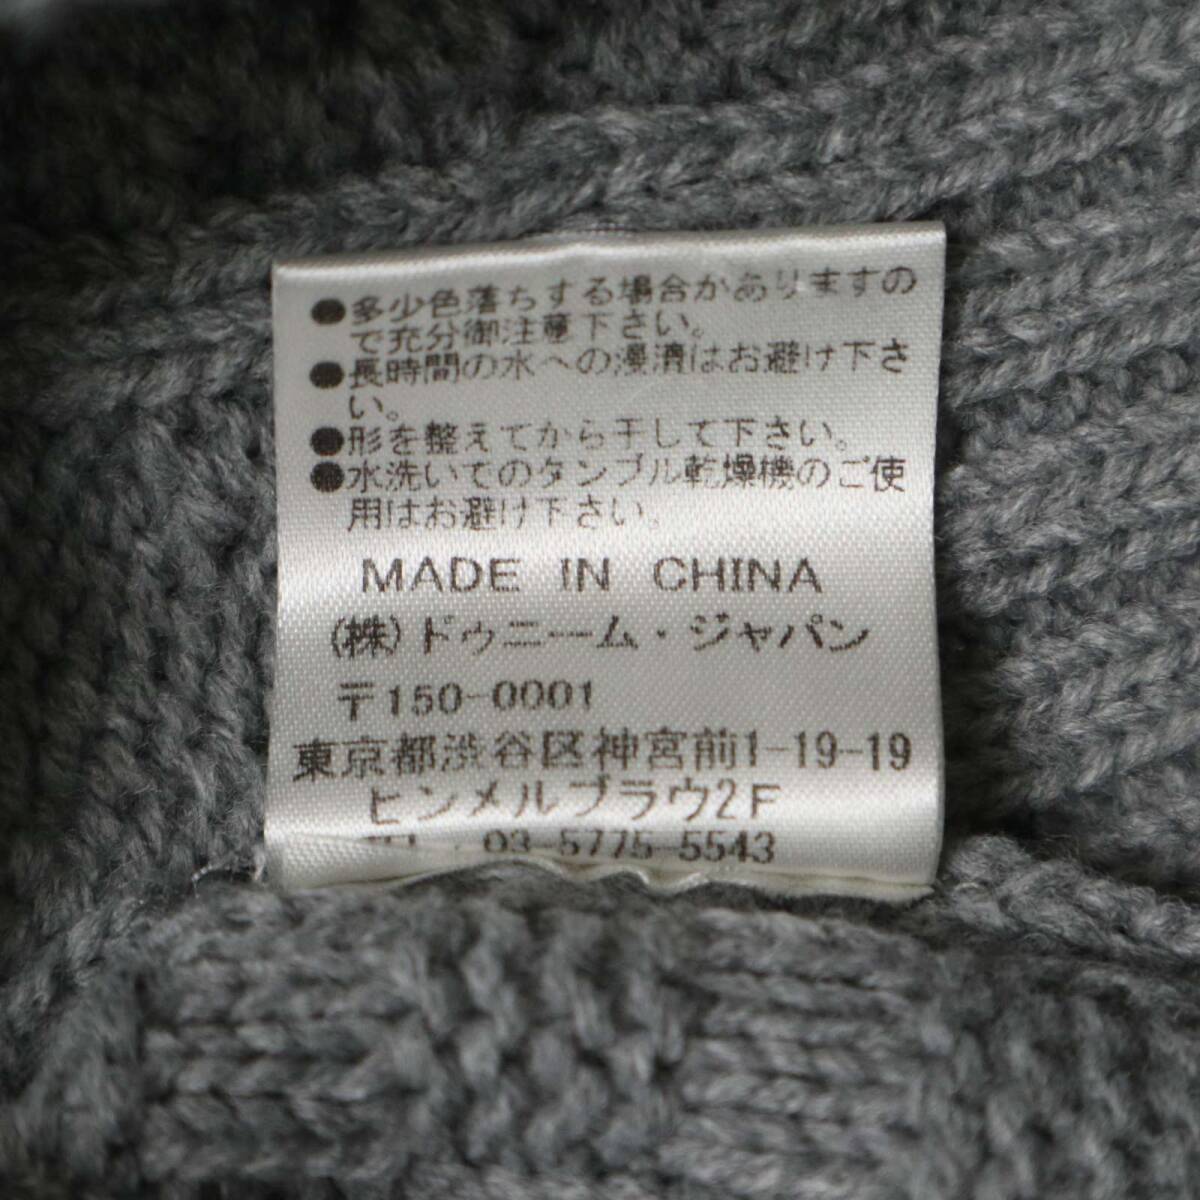 ●多少色落ちする場合がありますの
で充分御注意下さい。
●長時間の水への浸漬はお避け下さ
い。
●形を整えてから干して下さい。
●水洗いてのタンブル乾燥機のご使
用はお避け下さい。
MADE IN CHINA
(株)ドゥニーム・ジャパン
〒150-0001
東京都渋谷区神宮前1-19-19
ヒンメルブラウ2F
TEL . 03-5775-5543